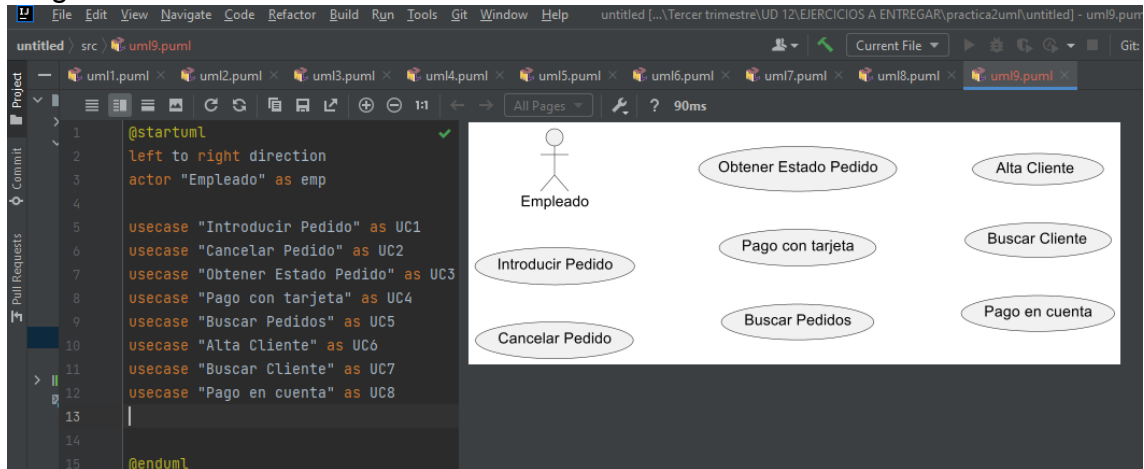 File Edit View Navigate Code Refactor Build Run Tools Git Window Help untitled [...\Tercer trimestre\UD 12\EJERCICIOS A ENTREGAR\practica2uml\untitled] - uml9.pum
untitled 〉 src 〉 uml9.puml Current File Git:
uml1.puml × uml2.puml × uml3.puml × uml4.puml × uml5.puml × uml6.puml × uml7.puml × uml8.puml × uml9.puml ×
1:1 All Pages ? 90ms
Project
Commit
Pull Requests
1 @startuml
2 left to right direction
3 actor "Empleado" as emp
4
5 usecase "Introducir Pedido" as UC1
6 usecase "Cancelar Pedido" as UC2
7 usecase "Obtener Estado Pedido" as UC3
8 usecase "Pago con tarjeta" as UC4
9 usecase "Buscar Pedidos" as UC5
10 usecase "Alta Cliente" as UC6
11 usecase "Buscar Cliente" as UC7
12 usecase "Pago en cuenta" as UC8
13
14
15 @enduml
Empleado
Obtener Estado Pedido
Alta Cliente
Introducir Pedido
Pago con tarjeta
Buscar Cliente
Cancelar Pedido
Buscar Pedidos
Pago en cuenta